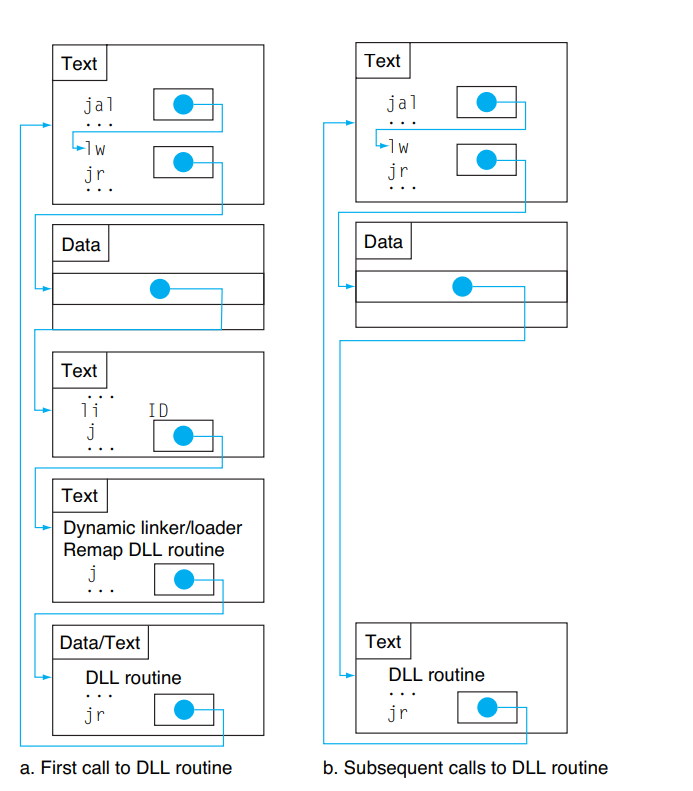 Text
jal
...
lw
jr
...
Data
Text
...
li ID
j
...
Text
Dynamic linker/loader
Remap DLL routine
j
...
Data/Text
DLL routine
...
jr
a. First call to DLL routine
Text
jal
...
lw
jr
...
Data
Text
DLL routine
...
jr
b. Subsequent calls to DLL routine